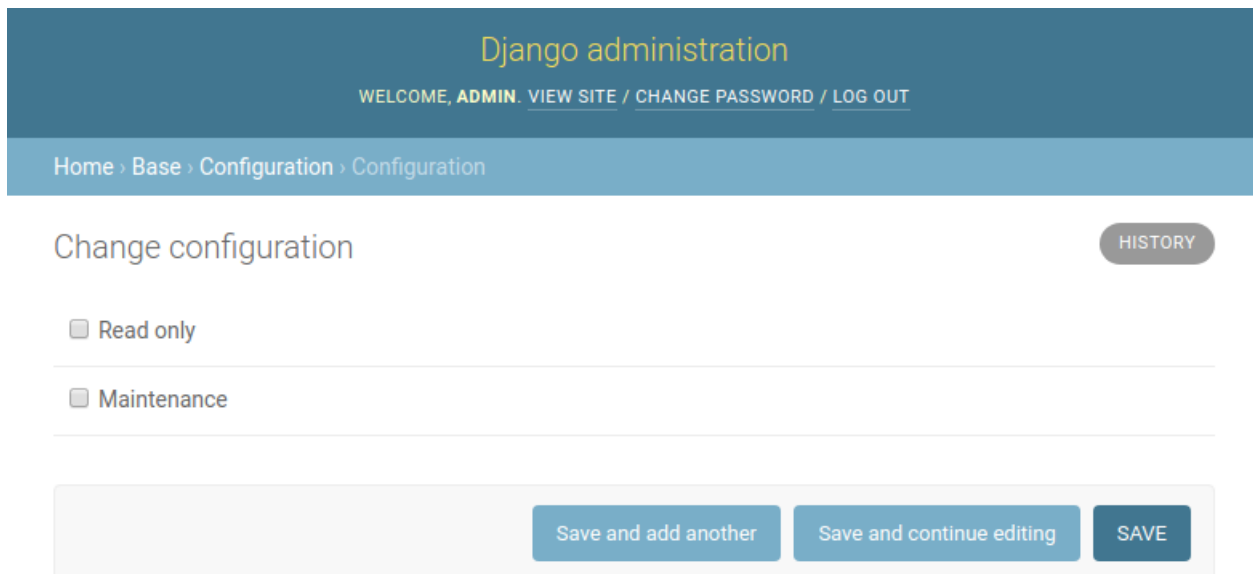 Django administration
WELCOME, ADMIN. VIEW SITE / CHANGE PASSWORD / LOG OUT
Home › Base › Configuration › Configuration
Change configuration
HISTORY
Read only
Maintenance
Save and add another
Save and continue editing
SAVE